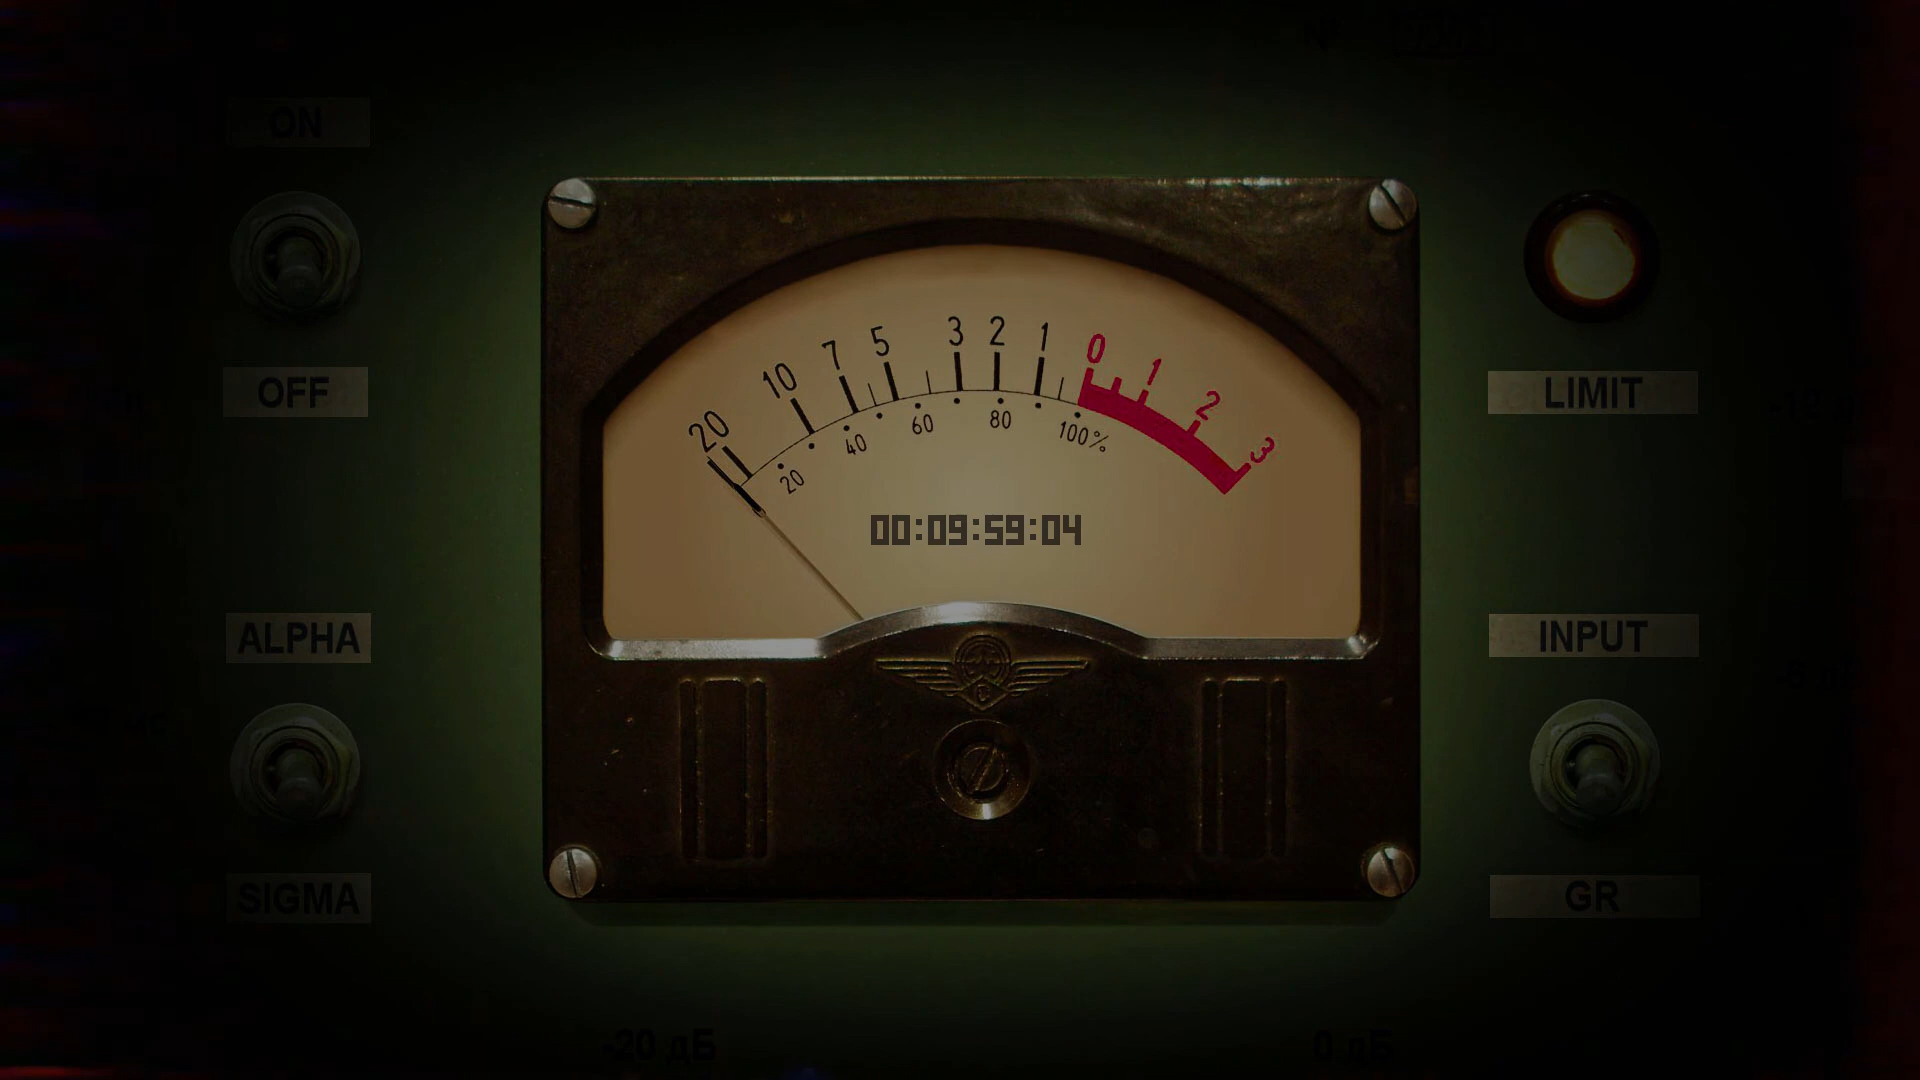 ON
OFF
ALPHA
SIGMA
20 10 7 5 3 2 1 0 1 2 3
20 40 60 80 100%
00:09:59:04
LIMIT
INPUT
GR
-20 дБ
0 дБ